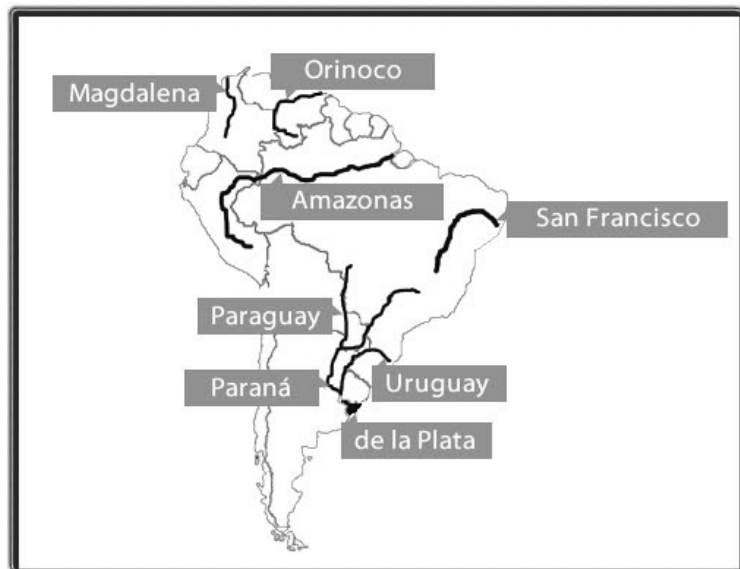 Orinoco
Magdalena
Amazonas
San Francisco
Paraguay
Paraná
Uruguay
de la Plata